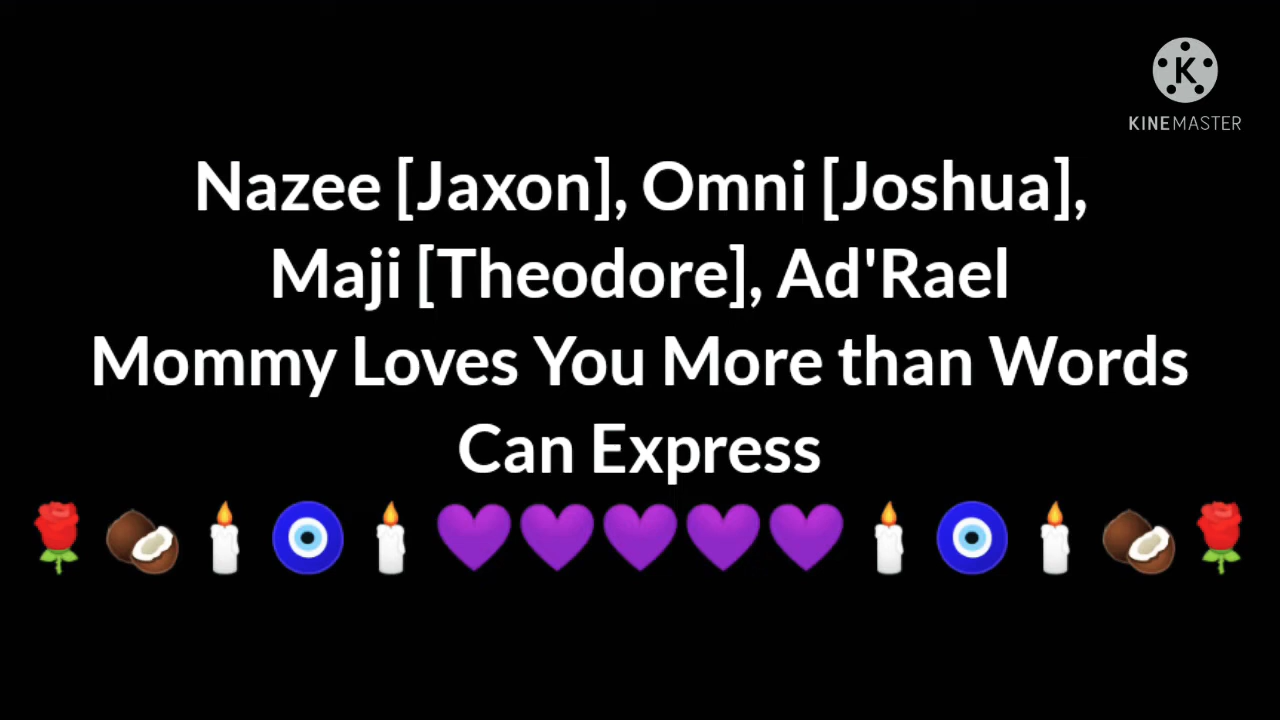 KINEMASTER
Nazee [Jaxon], Omni [Joshua],
Maji [Theodore], Ad'Rael
Mommy Loves You More than Words
Can Express
🌹🥥🕯🧿🕯💜💜💜💜💜🕯🧿🕯🥥🌹